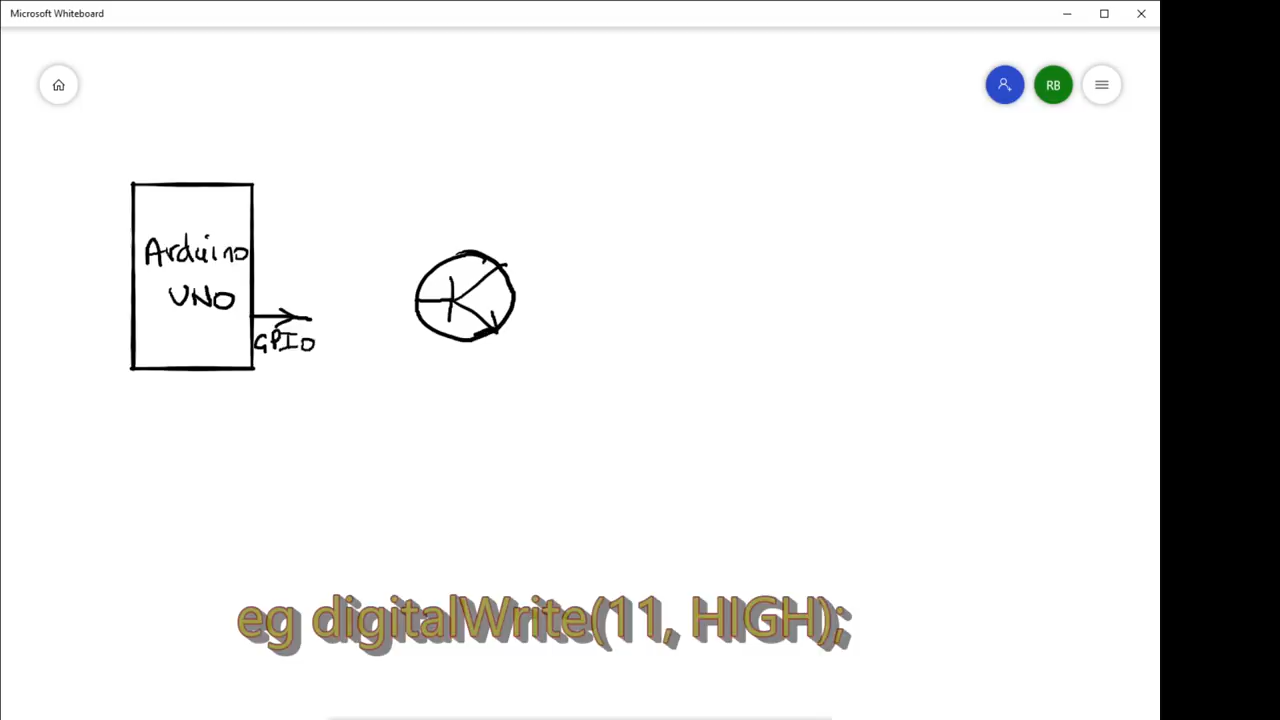 Microsoft Whiteboard
RB
Arduino
UNO
GPIO
eg digitalWrite(11, HIGH);